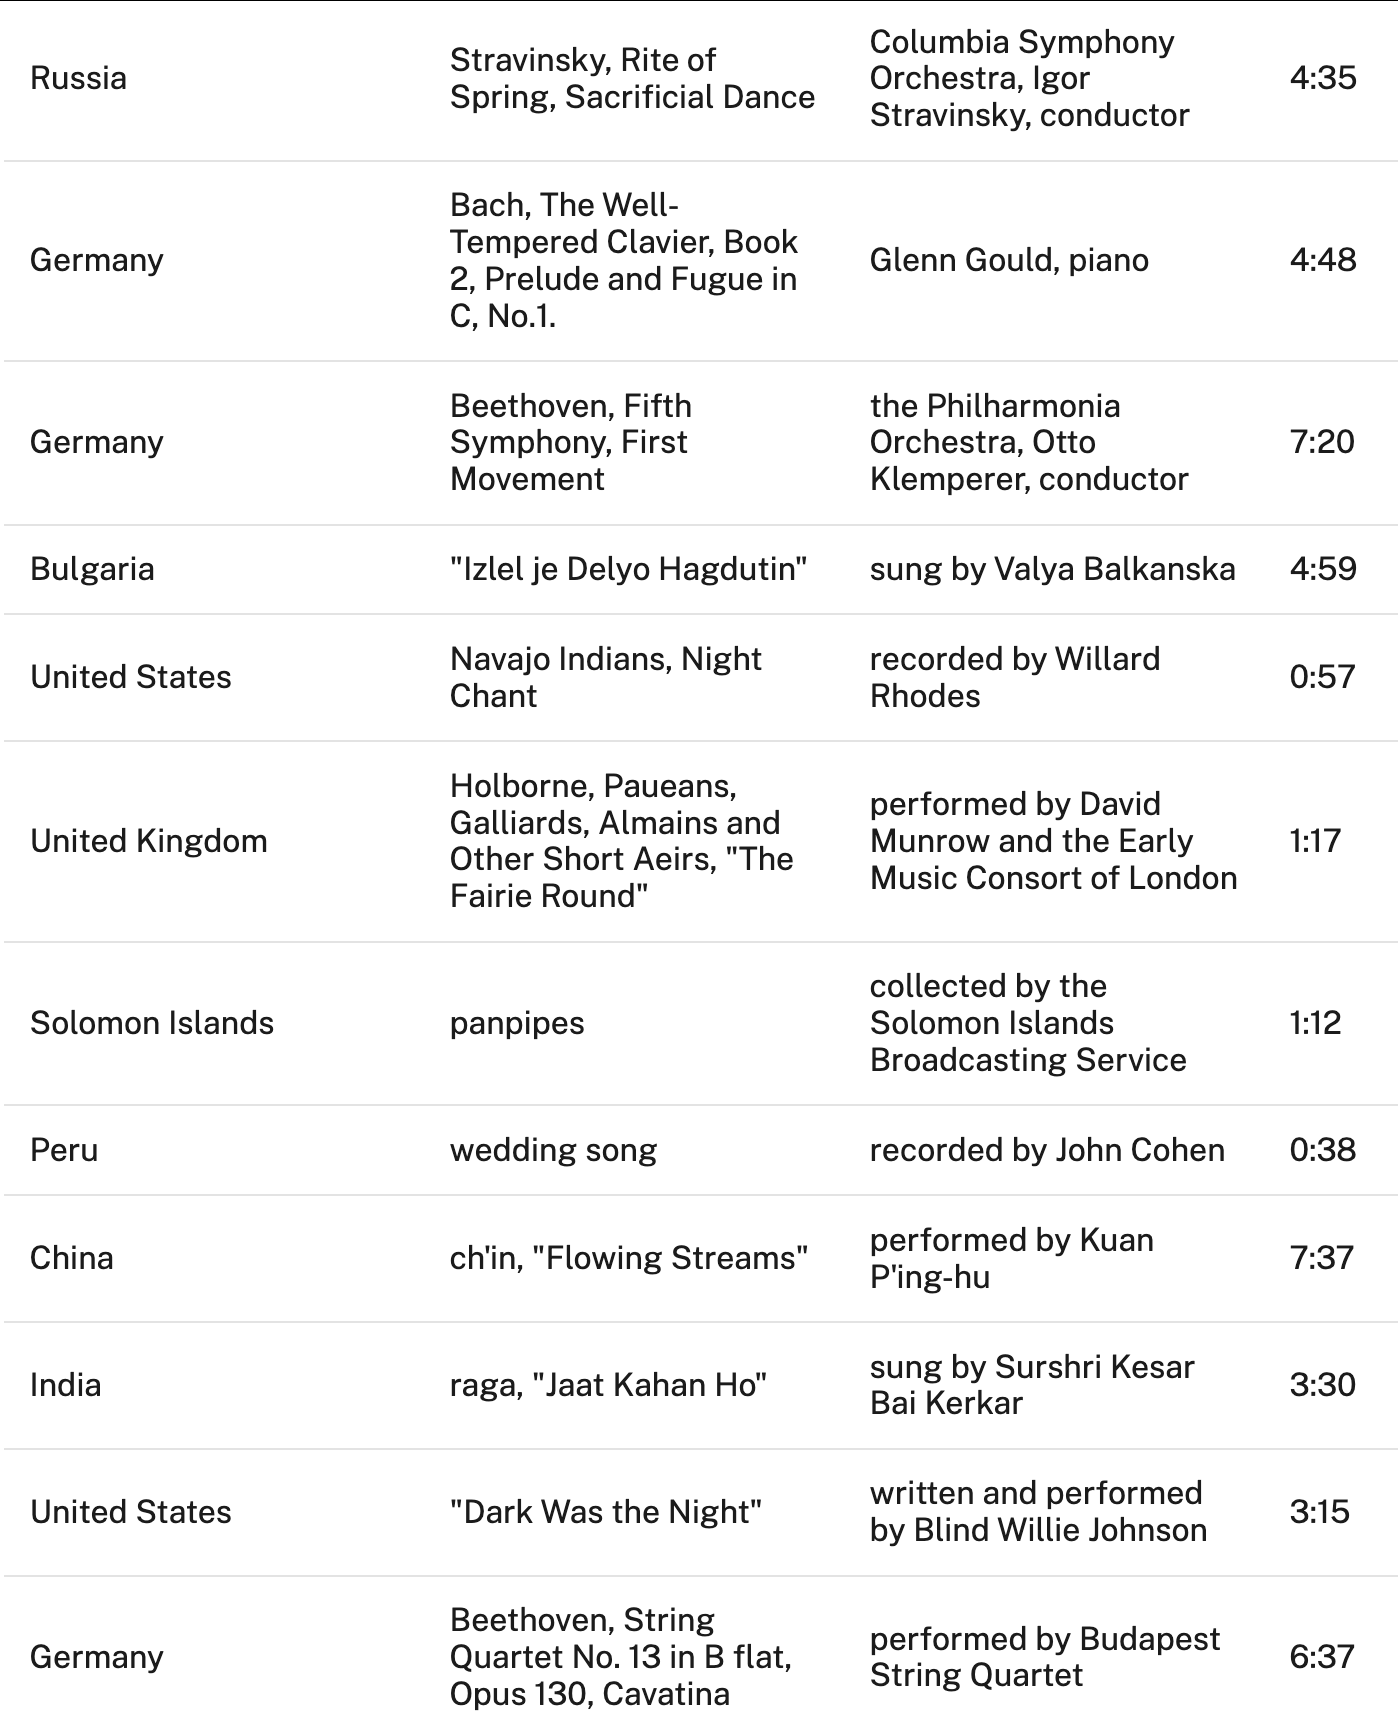 Russia
Stravinsky, Rite of
Spring, Sacrificial Dance
Columbia Symphony
Orchestra, Igor
Stravinsky, conductor
4:35
Germany
Bach, The Well-
Tempered Clavier, Book
2, Prelude and Fugue in
C, No.1.
Glenn Gould, piano
4:48
Germany
Beethoven, Fifth
Symphony, First
Movement
the Philharmonia
Orchestra, Otto
Klemperer, conductor
7:20
Bulgaria
"Izlel je Delyo Hagdutin"
sung by Valya Balkanska
4:59
United States
Navajo Indians, Night
Chant
recorded by Willard
Rhodes
0:57
United Kingdom
Holborne, Paueans,
Galliards, Almains and
Other Short Aeirs, "The
Fairie Round"
performed by David
Munrow and the Early
Music Consort of London
1:17
Solomon Islands
panpipes
collected by the
Solomon Islands
Broadcasting Service
1:12
Peru
wedding song
recorded by John Cohen
0:38
China
ch'in, "Flowing Streams"
performed by Kuan
P'ing-hu
7:37
India
raga, "Jaat Kahan Ho"
sung by Surshri Kesar
Bai Kerkar
3:30
United States
"Dark Was the Night"
written and performed
by Blind Willie Johnson
3:15
Germany
Beethoven, String
Quartet No. 13 in B flat,
Opus 130, Cavatina
performed by Budapest
String Quartet
6:37